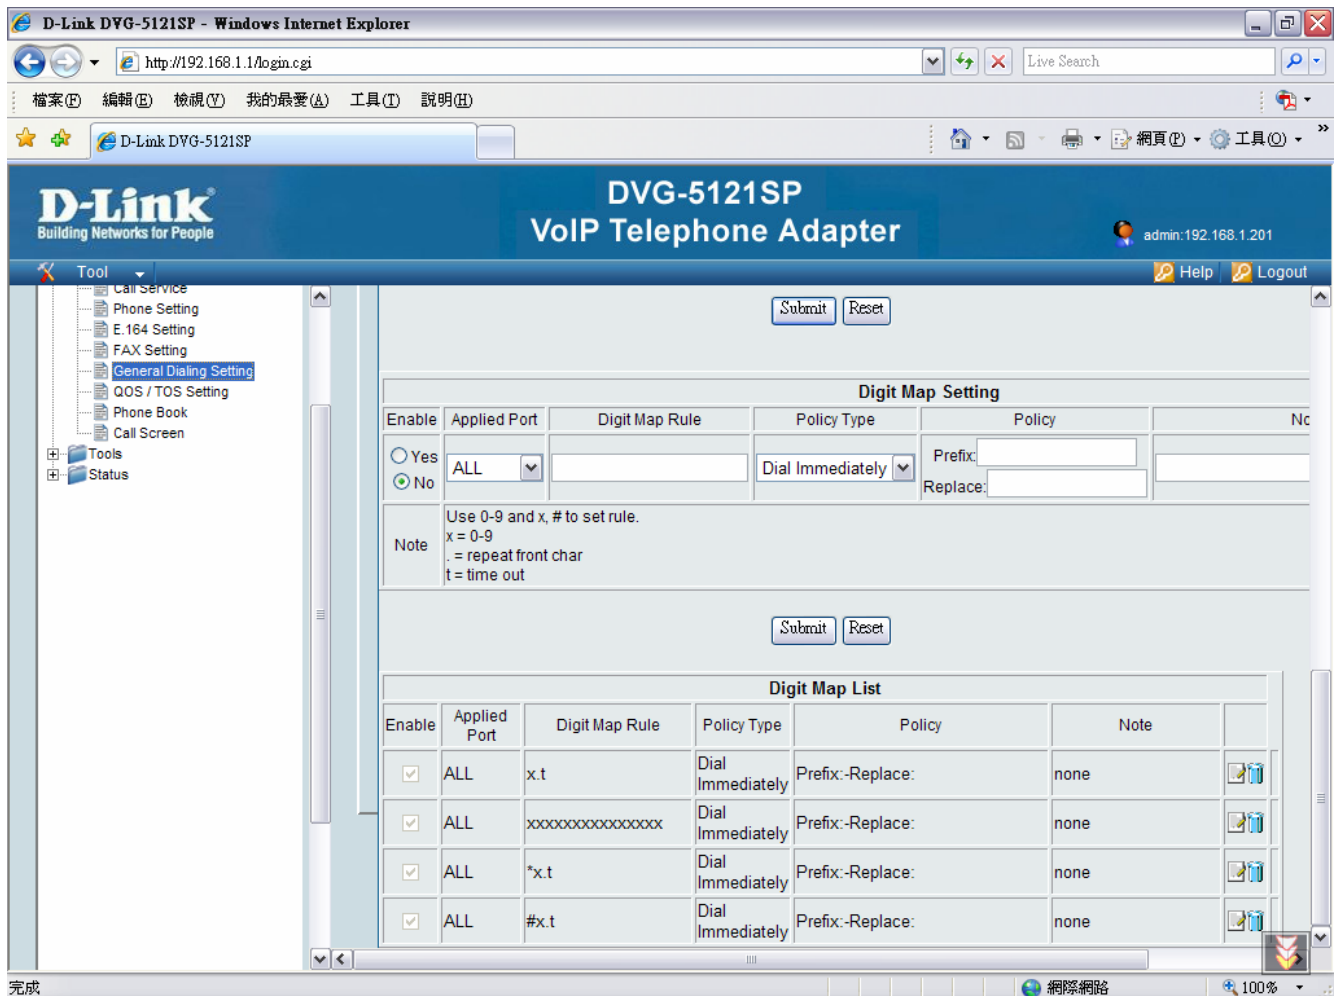 D-Link DVG-5121SP - Windows Internet Explorer
http://192.168.1.1/login.cgi
Live Search
檔案(F) 編輯(E) 檢視(V) 我的最愛(A) 工具(T) 說明(H)
D-Link DVG-5121SP
網頁(P) 工具(O) »
D-Link®
Building Networks for People
DVG-5121SP
VoIP Telephone Adapter
admin:192.168.1.201
Tool
Help
Logout
Call Service
Phone Setting
E.164 Setting
FAX Setting
General Dialing Setting
QOS / TOS Setting
Phone Book
Call Screen
Tools
Status
Submit Reset
Digit Map Setting
Enable Applied Port Digit Map Rule Policy Type Policy No
Yes
No
ALL
Dial Immediately
Prefix:
Replace:
Note
Use 0-9 and x, # to set rule.
x = 0-9
. = repeat front char
t = time out
Submit Reset
Digit Map List
Enable Applied Port Digit Map Rule Policy Type Policy Note
ALL x.t Dial Immediately Prefix:-Replace: none
ALL xxxxxxxxxxxxxxx Dial Immediately Prefix:-Replace: none
ALL *x.t Dial Immediately Prefix:-Replace: none
ALL #x.t Dial Immediately Prefix:-Replace: none
完成
網際網路
100%